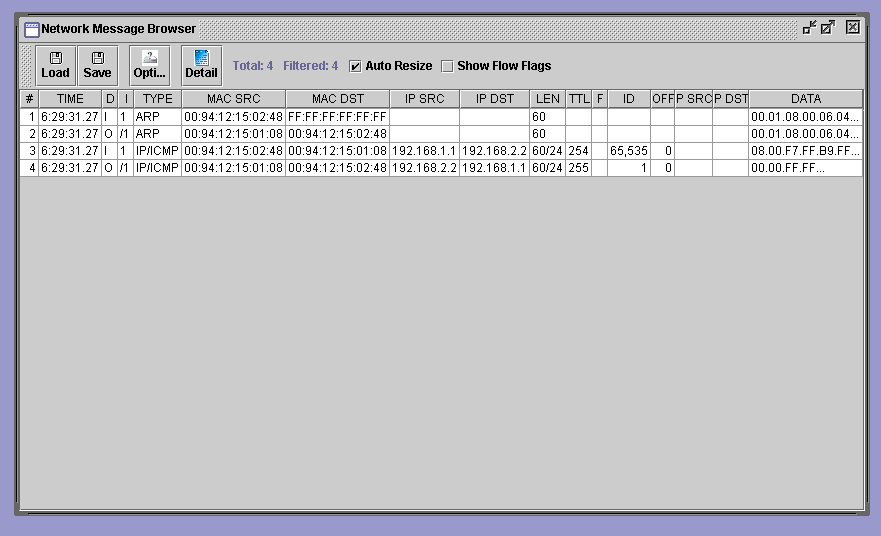 Network Message Browser
Load Save Opti... Detail Total: 4 Filtered: 4 Auto Resize Show Flow Flags
# TIME D I TYPE MAC SRC MAC DST IP SRC IP DST LEN TTL F ID OFF P SRC P DST DATA
1 6:29:31.27 I 1 ARP 00:94:12:15:02:48 FF:FF:FF:FF:FF:FF 60 00.01.08.00.06.04...
2 6:29:31.27 O /1 ARP 00:94:12:15:01:08 00:94:12:15:02:48 60 00.01.08.00.06.04...
3 6:29:31.27 I 1 IP/ICMP 00:94:12:15:02:48 00:94:12:15:01:08 192.168.1.1 192.168.2.2 60/24 254 65,535 0 08.00.F7.FF.B9.FF...
4 6:29:31.27 O /1 IP/ICMP 00:94:12:15:01:08 00:94:12:15:02:48 192.168.2.2 192.168.1.1 60/24 255 1 0 00.00.FF.FF...